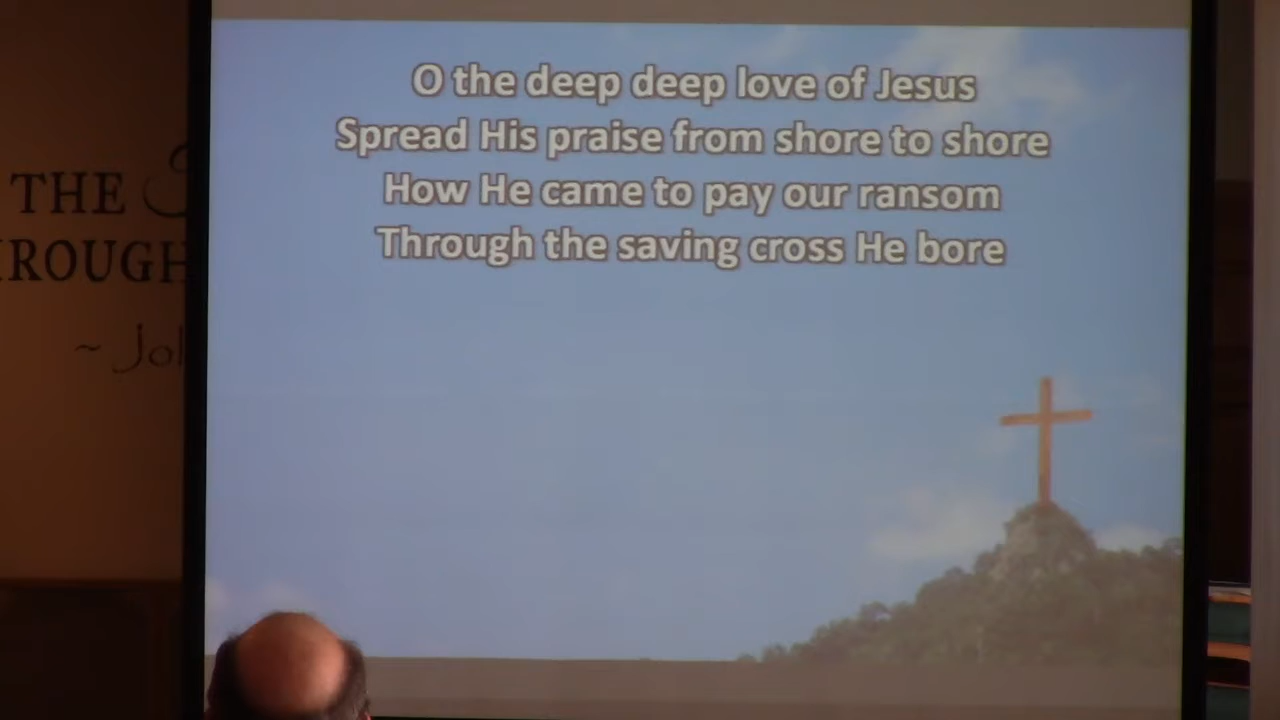 O the deep deep love of Jesus
Spread His praise from shore to shore
How He came to pay our ransom
Through the saving cross He bore
THE
~